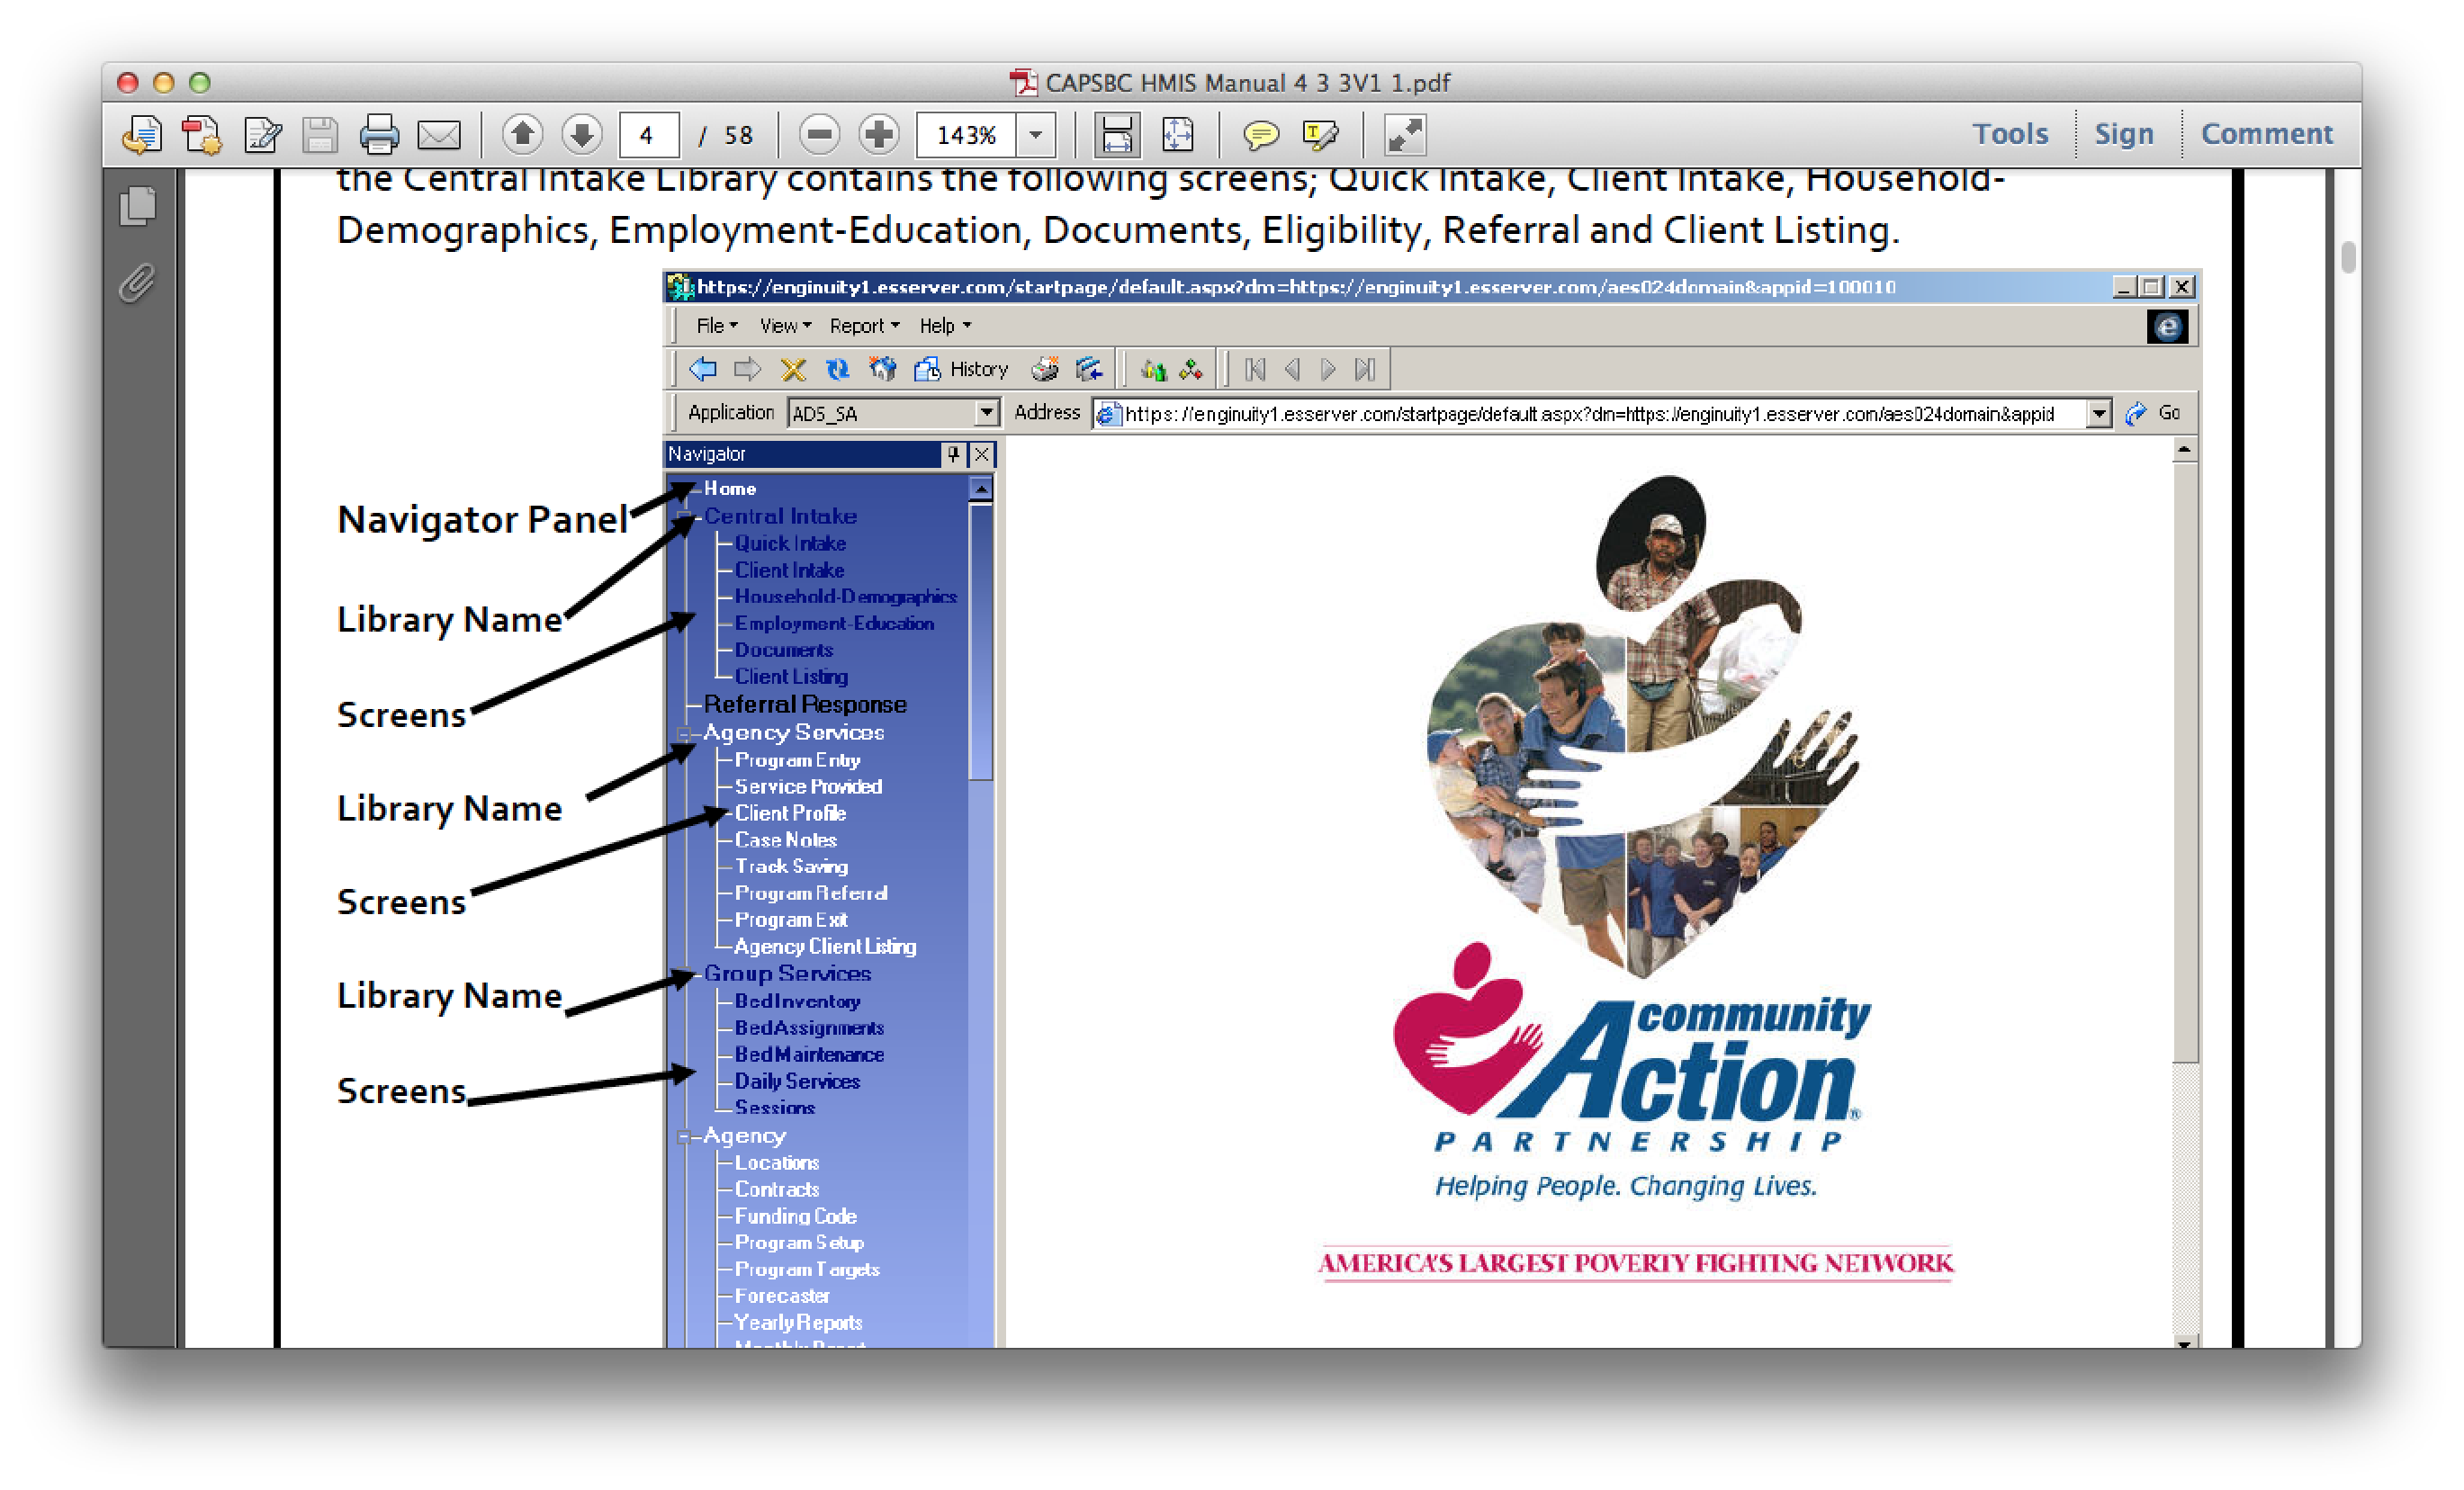 CAPSBC HMIS Manual 4 3 3V1 1.pdf
4 / 58 143% Tools Sign Comment
the Central Intake Library contains the following screens; Quick Intake, Client Intake, Household-
Demographics, Employment-Education, Documents, Eligibility, Referral and Client Listing.
https://enginuity1.esserver.com/startpage/default.aspx?dm=https://enginuity1.esserver.com/aes024domain&appid=100010
File View Report Help
History
Application ADS_SA Address https://enginuity1.esserver.com/startpage/default.aspx?dm=https://enginuity1.esserver.com/aes024domain&appid Go
Navigator
Navigator Panel
Library Name
Screens
Library Name
Screens
Library Name
Screens
Home
Central Intake
Quick Intake
Client Intake
Household-Demographics
Employment-Education
Documents
Client Listing
Referral Response
Agency Services
Program Entry
Service Provided
Client Profile
Case Notes
Track Saving
Program Referral
Program Exit
Agency Client Listing
Group Services
Bed Inventory
Bed Assignments
Bed Maintenance
Daily Services
Sessions
Agency
Locations
Contracts
Funding Code
Program Setup
Program Targets
Forecaster
Yearly Reports
Monthly Report
community
Action®
PARTNERSHIP
Helping People. Changing Lives.
AMERICA'S LARGEST POVERTY FIGHTING NETWORK